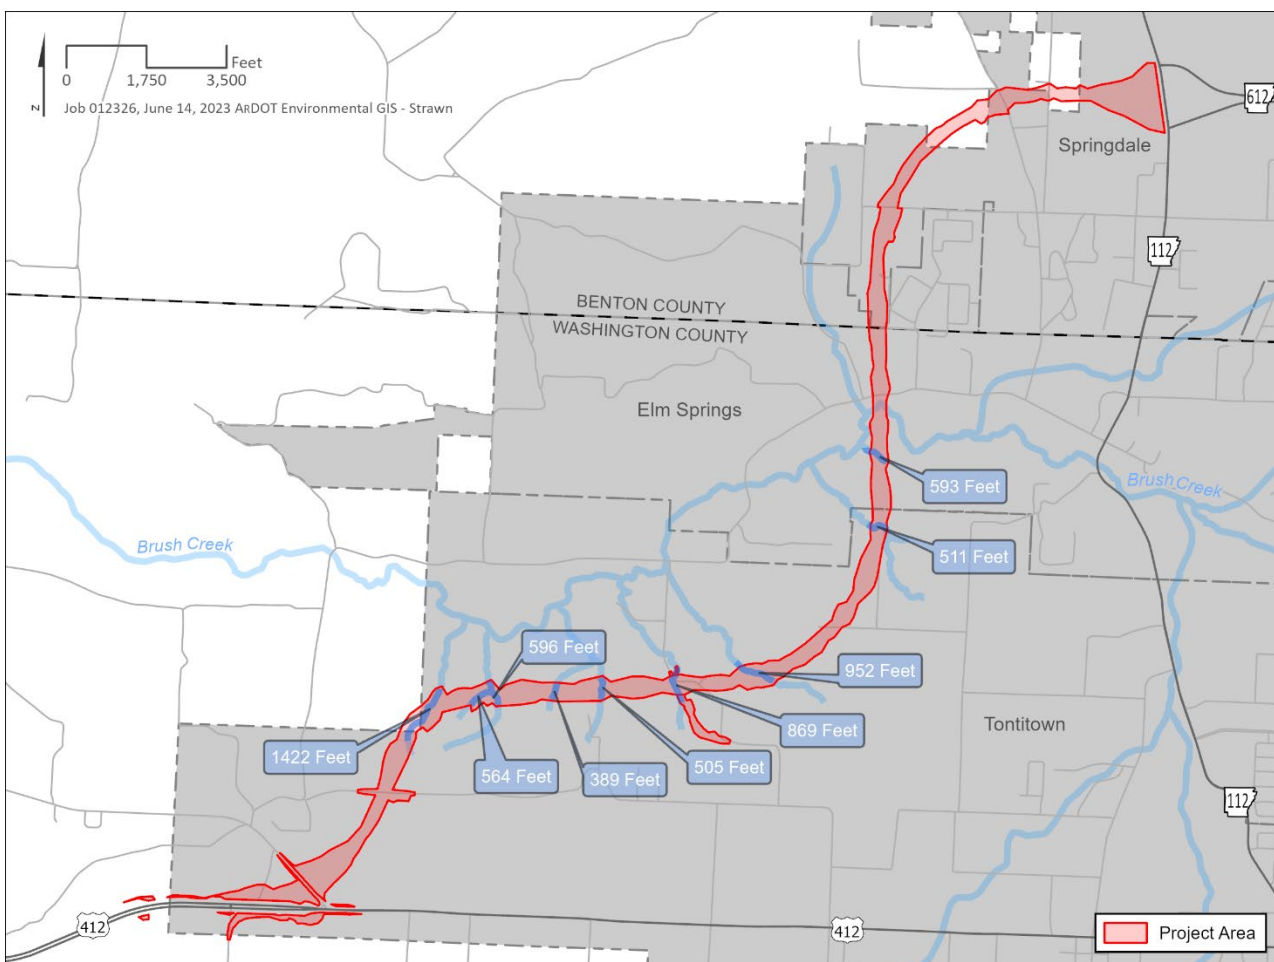 Feet
0 1,750 3,500
N
Job 012326, June 14, 2023 ARDOT Environmental GIS - Strawn
612
Springdale
112
BENTON COUNTY
WASHINGTON COUNTY
Elm Springs
593 Feet
Brush Creek
511 Feet
Brush Creek
596 Feet
952 Feet
1422 Feet
564 Feet
389 Feet
505 Feet
869 Feet
Tontitown
112
412
412
Project Area